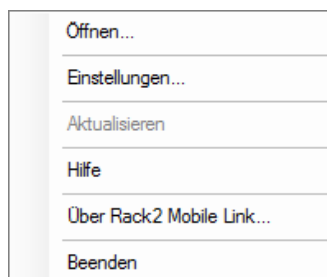 Öffnen...
Einstellungen...
Aktualisieren
Hilfe
Über Rack2 Mobile Link...
Beenden